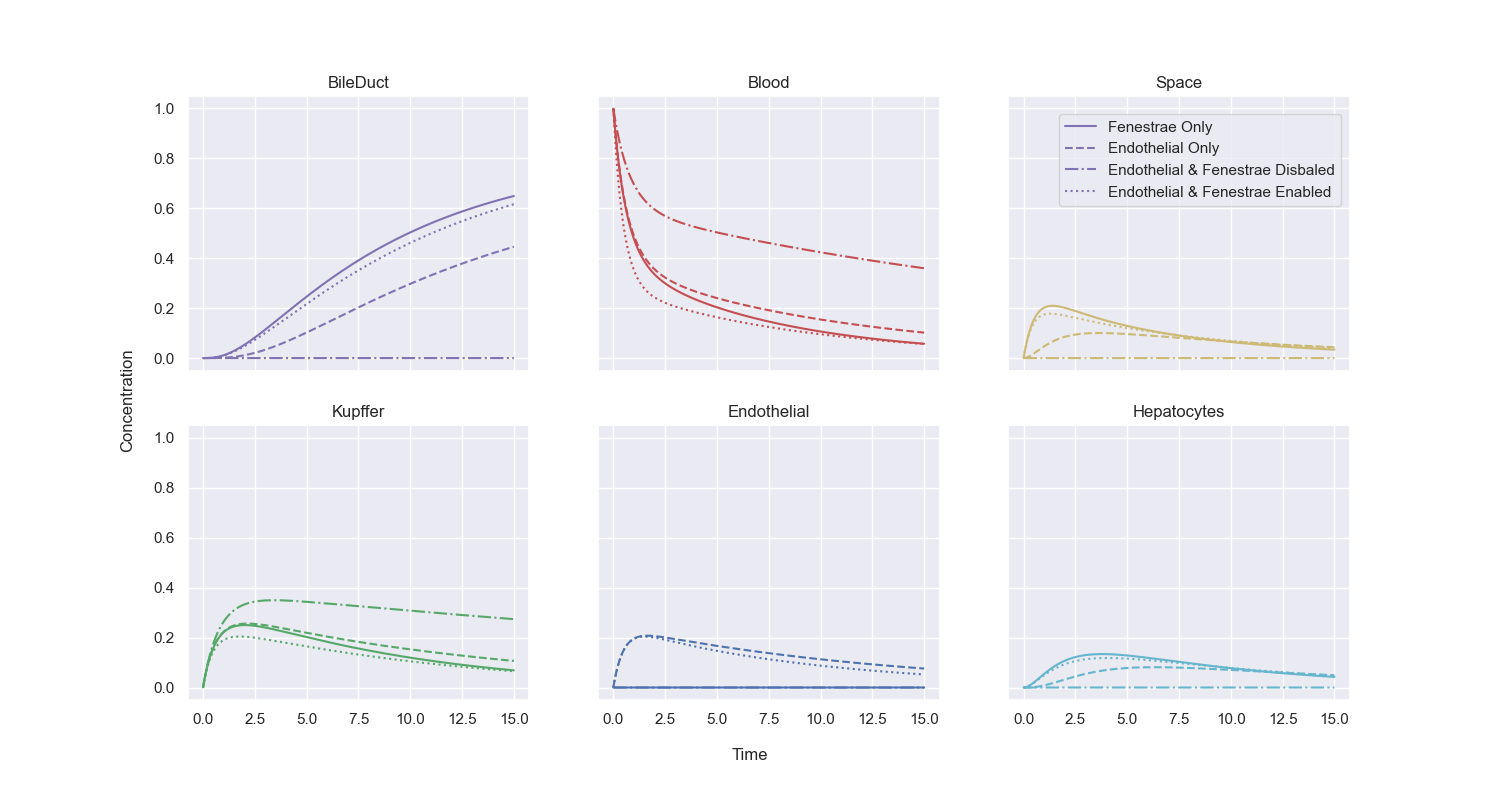 BileDuct
Blood
Space
1.0
0.8
0.6
0.4
0.2
0.0
Fenestrae Only
Endothelial Only
Endothelial & Fenestrae Disbaled
Endothelial & Fenestrae Enabled
Concentration
Kupffer
Endothelial
Hepatocytes
1.0
0.8
0.6
0.4
0.2
0.0
0.0 2.5 5.0 7.5 10.0 12.5 15.0
0.0 2.5 5.0 7.5 10.0 12.5 15.0
0.0 2.5 5.0 7.5 10.0 12.5 15.0
Time